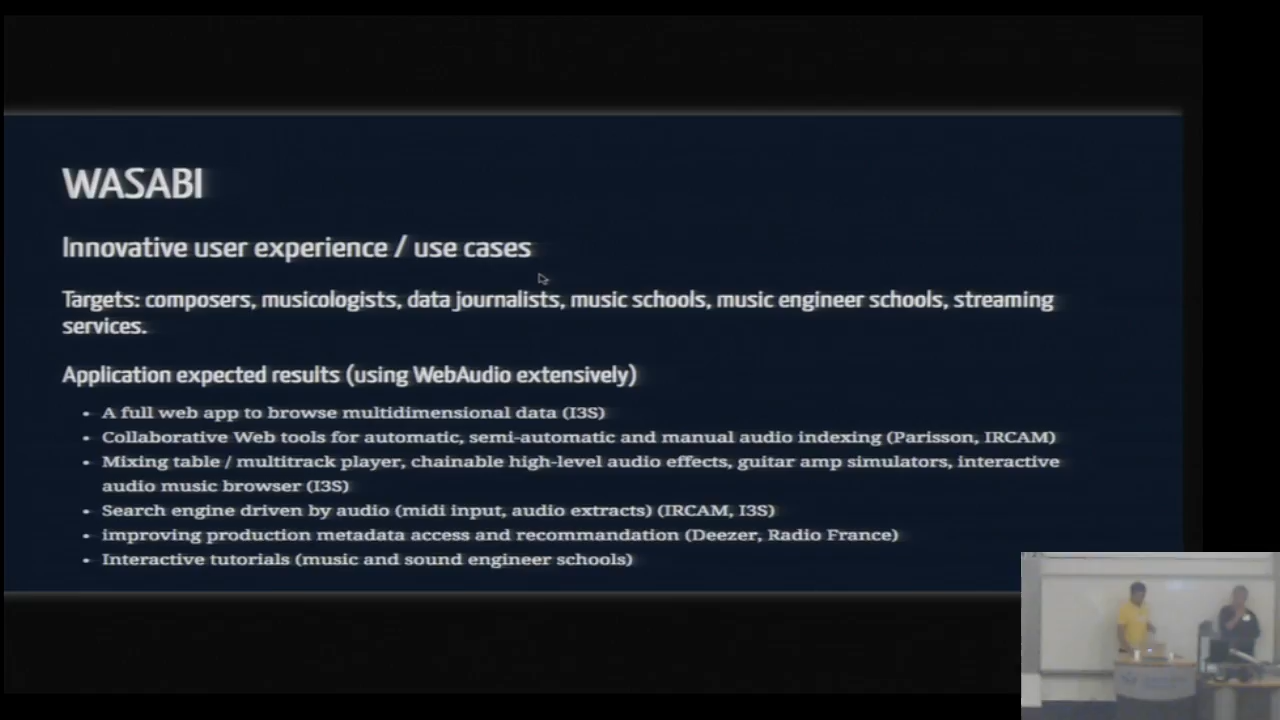 WASABI
Innovative user experience / use cases
Targets: composers, musicologists, data journalists, music schools, music engineer schools, streaming
services.
Application expected results (using WebAudio extensively)
• A full web app to browse multidimensional data (I3S)
• Collaborative Web tools for automatic, semi-automatic and manual audio indexing (Parisson, IRCAM)
• Mixing table / multitrack player, chainable high-level audio effects, guitar amp simulators, interactive
audio music browser (I3S)
• Search engine driven by audio (midi input, audio extracts) (IRCAM, I3S)
• improving production metadata access and recommandation (Deezer, Radio France)
• Interactive tutorials (music and sound engineer schools)